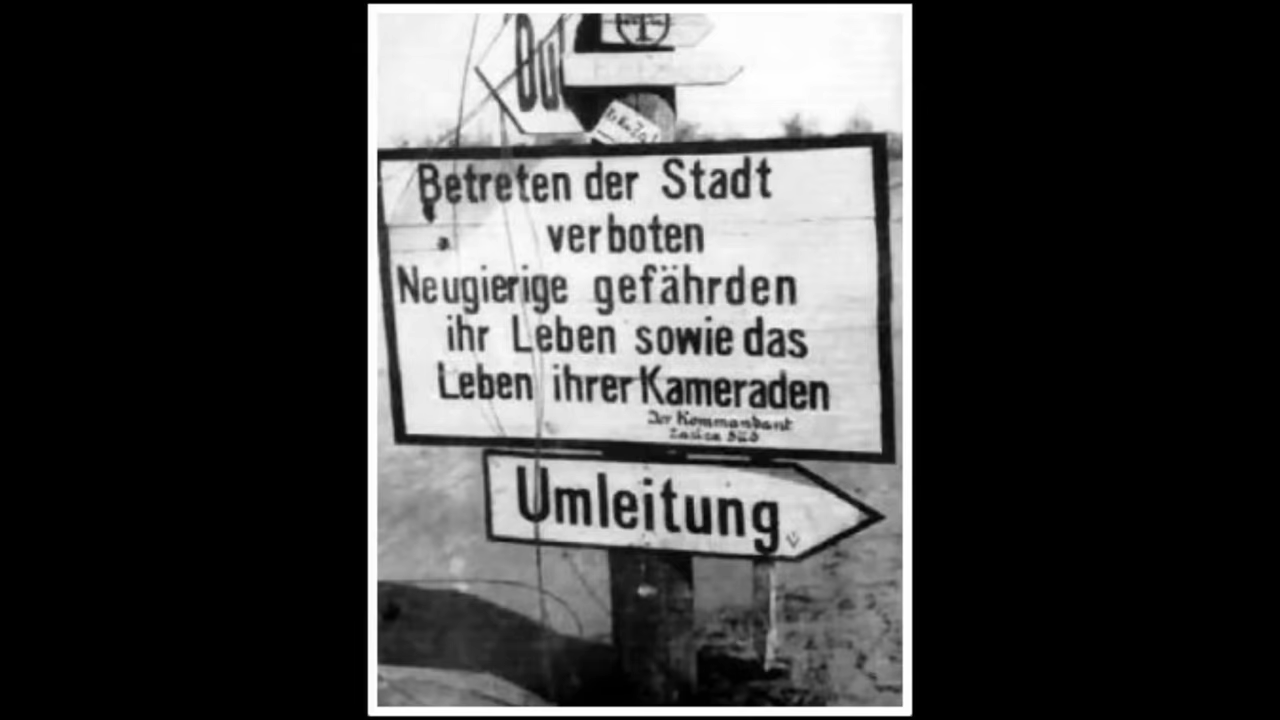 Betreten der Stadt
verboten
Neugierige gefährden
ihr Leben sowie das
Leben ihrer Kameraden
Der Kommandant
Umleitung